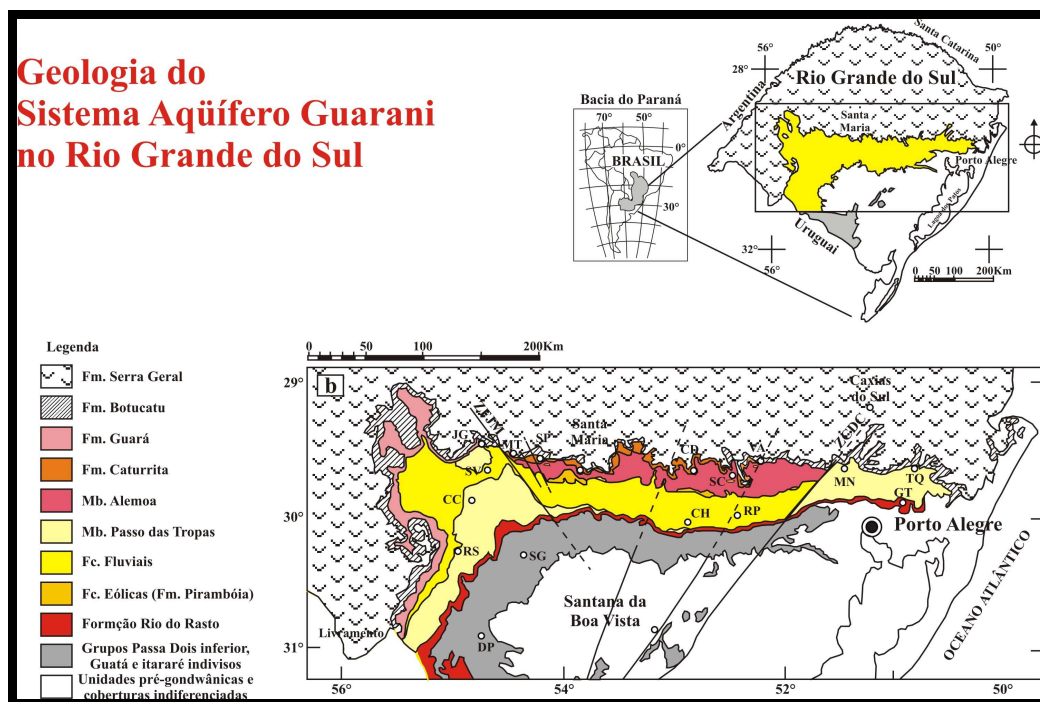 Geologia do
Sistema Aqüífero Guarani
no Rio Grande do Sul
Bacia do Paraná
70° 50°
0°
BRASIL
30°
56°
28°
Santa Catarina
50°
Rio Grande do Sul
Argentina
Santa
Maria
Porto Alegre
Lagoa dos Patos
Uruguai
32°
56°
0 50 100 200Km
Legenda
Fm. Serra Geral
Fm. Botucatu
Fm. Guará
Fm. Caturrita
Mb. Alemoa
Mb. Passo das Tropas
Fc. Fluviais
Fc. Eólicas (Fm. Pirambóia)
Formção Rio do Rasto
Grupos Passa Dois inferior,
Guatá e itararé indivisos
Unidades pré-gondwânicas e
coberturas indiferenciadas
0 50 100 200Km
29°
b
Caxias
do Sul
Santa
Maria
JG
MT
SP
CD
SV
SC
MN
TQ
CC
GT
30°
CH
RP
Porto Alegre
RS
SG
Santana da
Boa Vista
Livramento
DP
31°
OCEANO ATLÂNTICO
56° 54° 52° 50°